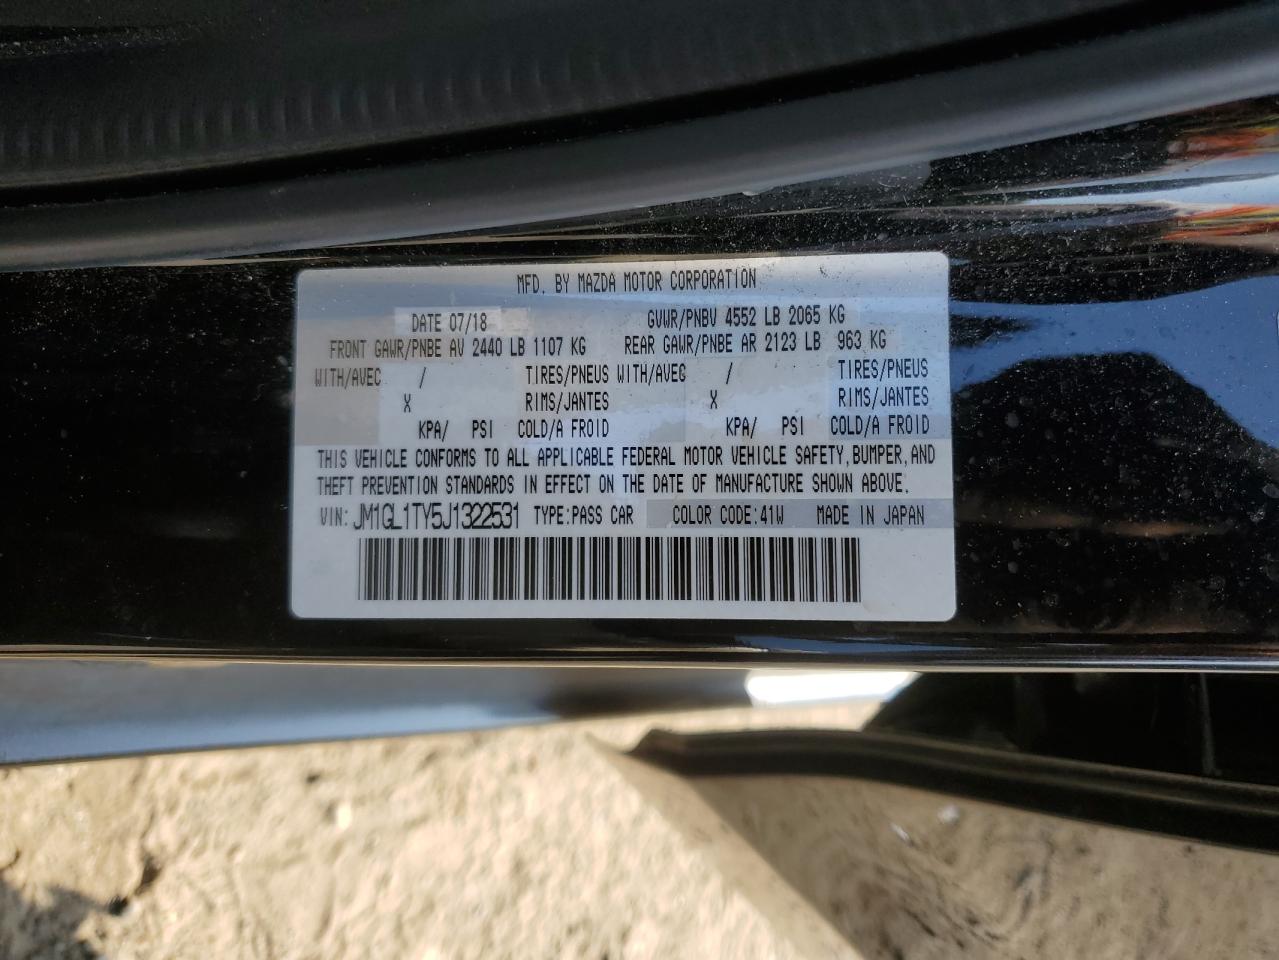 MFD. BY MAZDA MOTOR CORPORATION
DATE 07/18 GVWR/PNBV 4552 LB 2065 KG
FRONT GAWR/PNBE AV 2440 LB 1107 KG REAR GAWR/PNBE AR 2123 LB 963 KG
WITH/AVEC / TIRES/PNEUS WITH/AVEC / TIRES/PNEUS
X RIMS/JANTES X RIMS/JANTES
KPA/ PSI COLD/A FROID KPA/ PSI COLD/A FROID
THIS VEHICLE CONFORMS TO ALL APPLICABLE FEDERAL MOTOR VEHICLE SAFETY, BUMPER, AND
THEFT PREVENTION STANDARDS IN EFFECT ON THE DATE OF MANUFACTURE SHOWN ABOVE.
VIN: JM1GL1TY5J1322531 TYPE:PASS CAR COLOR CODE:41W MADE IN JAPAN